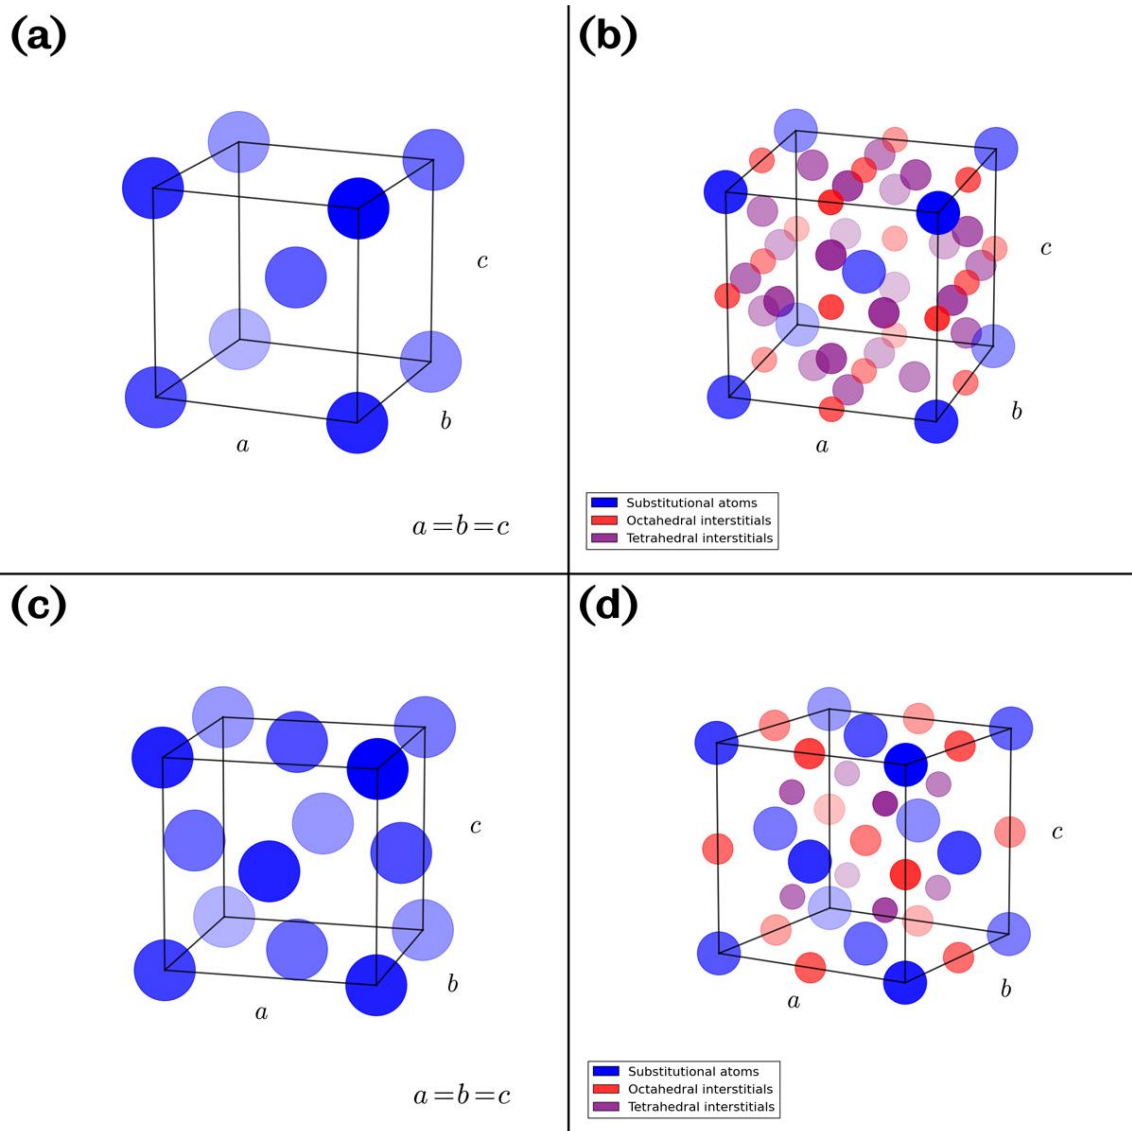 (a)
c
b
a
a=b=c
(b)
c
b
a
Substitutional atoms
Octahedral interstitials
Tetrahedral interstitials
(c)
c
b
a
a=b=c
(d)
c
b
a
Substitutional atoms
Octahedral interstitials
Tetrahedral interstitials